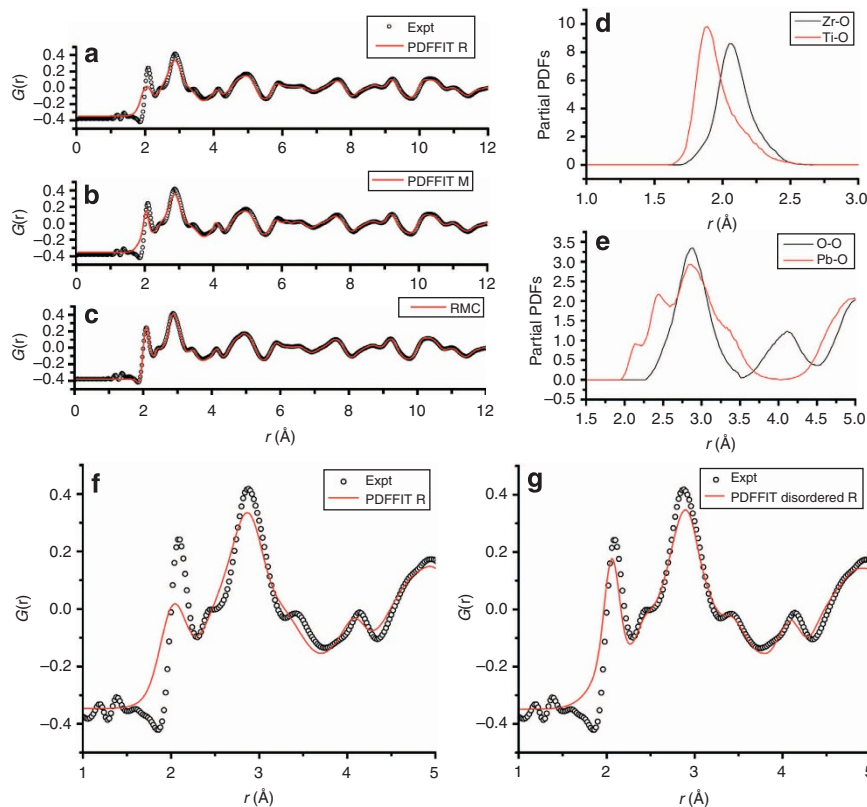 a
Expt
PDFFIT R
G(r)
0.4
0.2
0.0
−0.2
−0.4
0 2 4 6 8 10 12
b
PDFFIT M
G(r)
0.4
0.2
0.0
−0.2
−0.4
0 2 4 6 8 10 12
c
RMC
G(r)
0.4
0.2
0.0
−0.2
−0.4
0 2 4 6 8 10 12
r (Å)
d
Zr-O
Ti-O
Partial PDFs
10
8
6
4
2
0
1.0 1.5 2.0 2.5 3.0
r (Å)
e
O-O
Pb-O
Partial PDFs
3.5
3.0
2.5
2.0
1.5
1.0
0.5
0.0
−0.5
1.5 2.0 2.5 3.0 3.5 4.0 4.5 5.0
r (Å)
f
Expt
PDFFIT R
G(r)
0.4
0.2
0.0
−0.2
−0.4
1 2 3 4 5
r (Å)
g
Expt
PDFFIT disordered R
G(r)
0.4
0.2
0.0
−0.2
−0.4
1 2 3 4 5
r (Å)